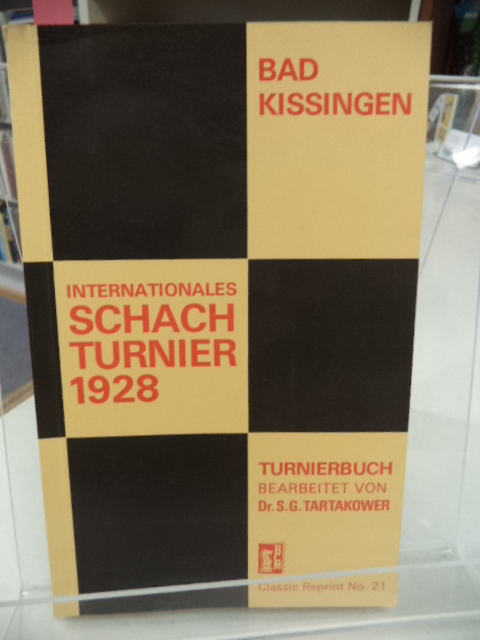 BAD
KISSINGEN
INTERNATIONALES
SCHACH
TURNIER
1928
TURNIERBUCH
BEARBEITET VON
Dr. S.G. TARTAKOWER
Classic Reprint No. 21